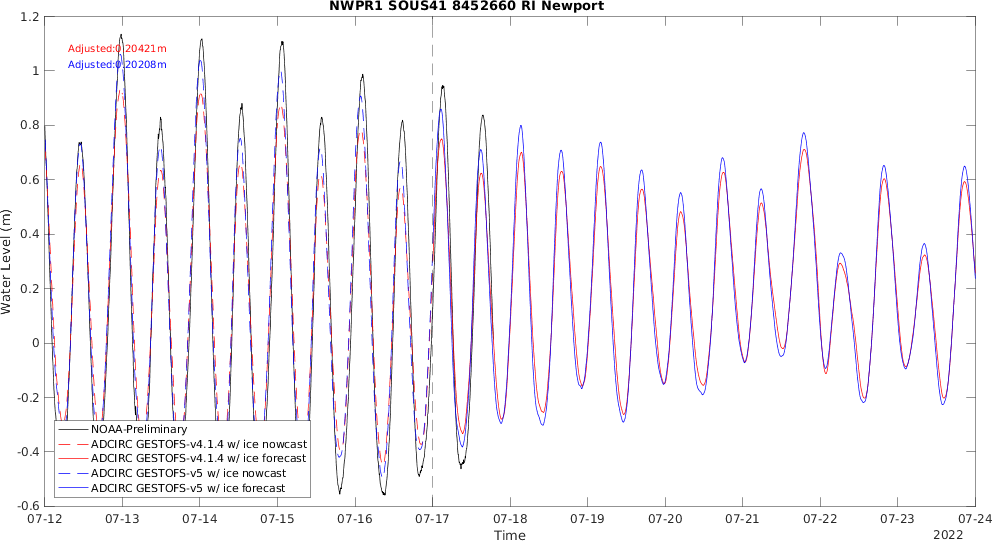 NWPR1 SOUS41 8452660 RI Newport
1.2
1
0.8
0.6
0.4
0.2
0
-0.2
-0.4
-0.6
Water Level (m)
Adjusted:0.20421m
Adjusted:0.20208m
NOAA-Preliminary
ADCIRC GESTOFS-v4.1.4 w/ ice nowcast
ADCIRC GESTOFS-v4.1.4 w/ ice forecast
ADCIRC GESTOFS-v5 w/ ice nowcast
ADCIRC GESTOFS-v5 w/ ice forecast
07-12 07-13 07-14 07-15 07-16 07-17 07-18 07-19 07-20 07-21 07-22 07-23 07-24
Time
2022